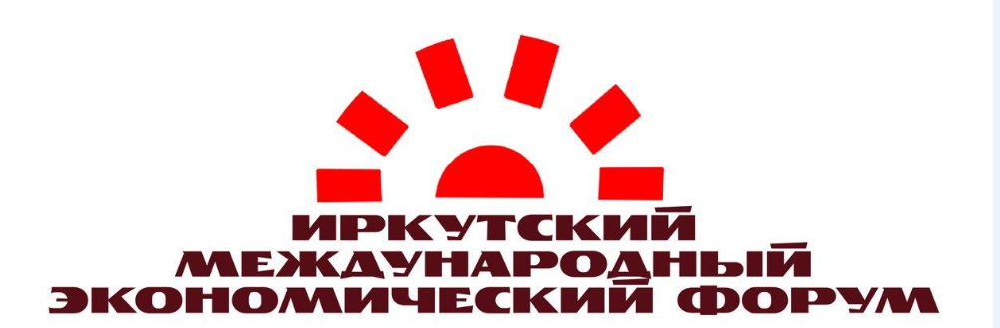 ИРКУТСКИЙ
МЕЖДУНАРОДНЫЙ
ЭКОНОМИЧЕСКИЙ ФОРУМ